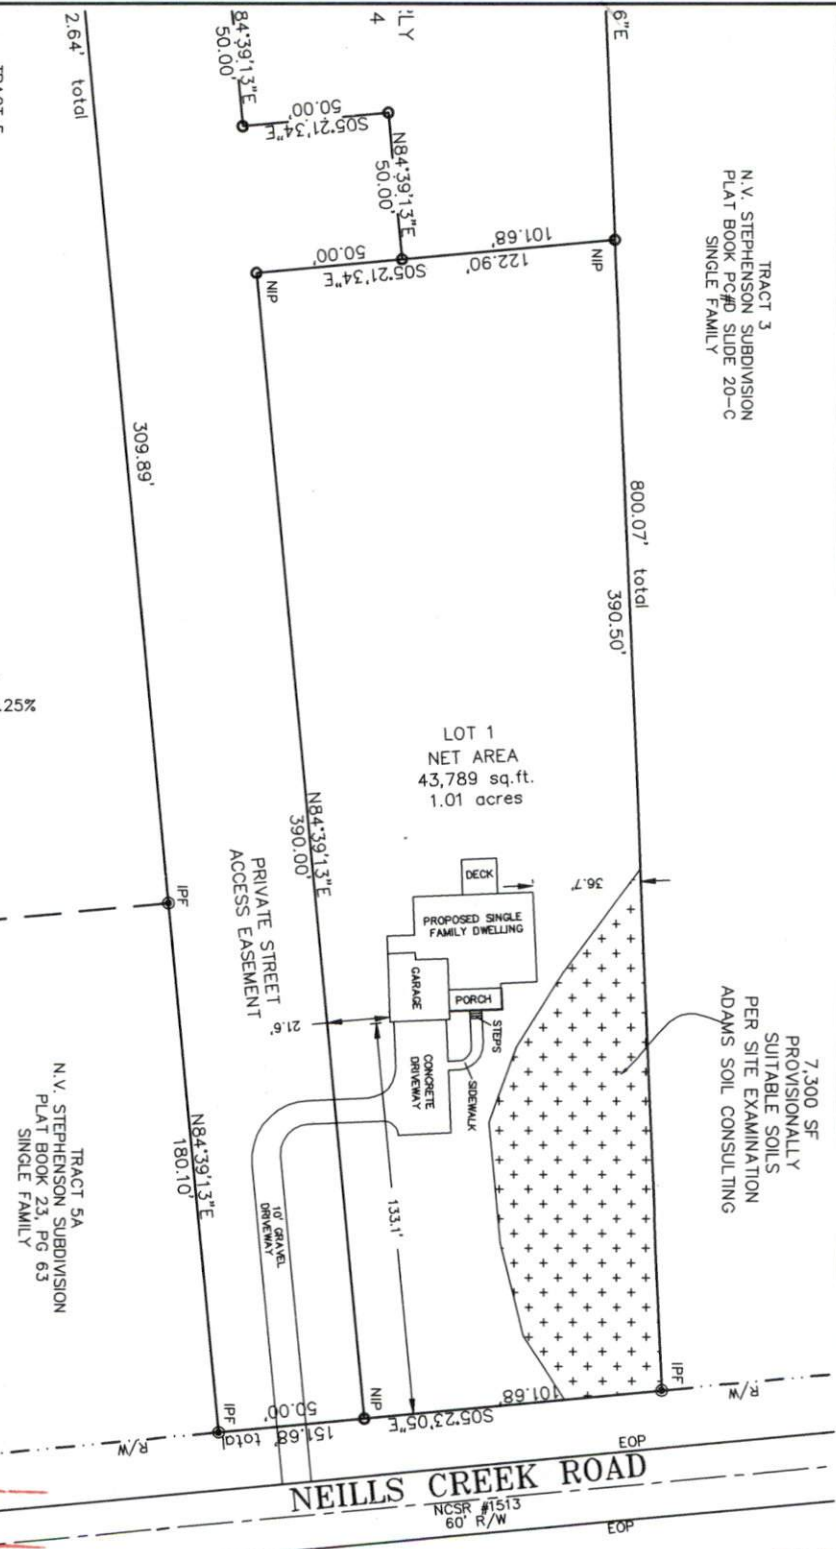 2.64' total
84°39'13"E
50.00'
:LY
4
6"E
50.00'
S05°21'34"E
N84°39'13"E
50.00'
50.00'
S05°21'34"E
101.68'
122.90'
NIP
NIP
TRACT 3
N.V. STEPHENSON SUBDIVISION
PLAT BOOK PC#D SLIDE 20-C
SINGLE FAMILY
309.89'
800.07' total
390.50'
.25%
LOT 1
NET AREA
43,789 sq.ft.
1.01 acres
N84°39'13"E
390.00'
PRIVATE STREET
ACCESS EASEMENT
IPF
DECK
36.7'
PROPOSED SINGLE
FAMILY DWELLING
GARAGE
PORCH
STEPS
SIDEWALK
CONCRETE
DRIVEWAY
21.6'
133.1'
10' GRAVEL
DRIVEWAY
7,300 SF
PROVISIONALLY
SUITABLE SOILS
PER SITE EXAMINATION
ADAMS SOIL CONSULTING
N84°39'13"E
180.10'
TRACT 5A
N.V. STEPHENSON SUBDIVISION
PLAT BOOK 23, PG 63
SINGLE FAMILY
IPF
NIP
IPF
R/W
R/W
50.00'
151.68' total
101.68'
S05°23'05"E
EOP
NEILLS CREEK ROAD
NCSR #1513
60' R/W
EOP